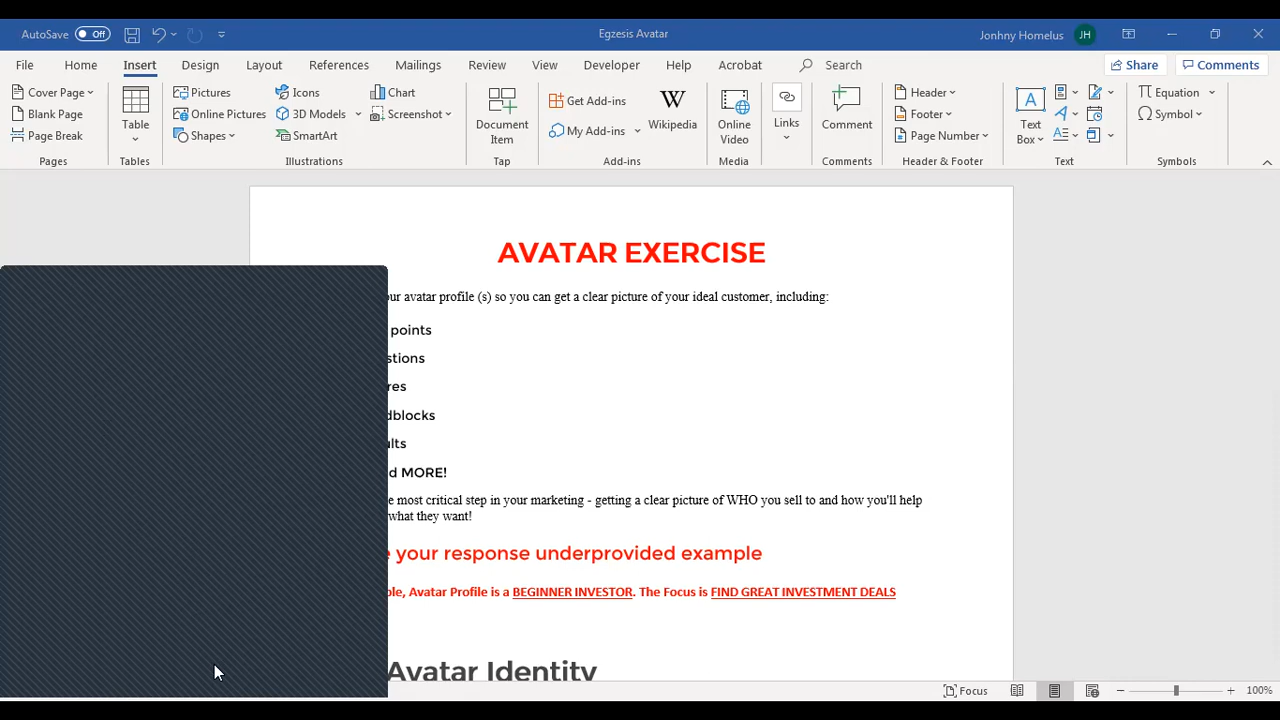 AutoSave Off Egzesis Avatar Jonhny Homelus JH
File Home Insert Design Layout References Mailings Review View Developer Help Acrobat Search Share Comments
Cover Page
Blank Page
Page Break
Pages
Table
Tables
Pictures
Online Pictures
Shapes
Icons
3D Models
SmartArt
Chart
Screenshot
Illustrations
Document
Item
Tap
Get Add-ins
My Add-ins
Wikipedia
Add-ins
Online
Video
Media
Links
Comment
Comments
Header
Footer
Page Number
Header & Footer
Text
Box
Text
Equation
Symbol
Symbols
AVATAR EXERCISE
avatar profile (s) so you can get a clear picture of your ideal customer, including:
points
MORE!
most critical step in your marketing - getting a clear picture of WHO you sell to and how you'll help
what they want!
your response underprovided example
Avatar Profile is a BEGINNER INVESTOR. The Focus is FIND GREAT INVESTMENT DEALS
Avatar Identity
Focus 100%